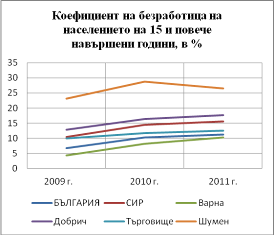 Коефициент на безработица на
населението на 15 и повече
навършени години, в %
35
30
25
20
15
10
5
0
2009 г. 2010 г. 2011 г.
БЪЛГАРИЯ СИР Варна
Добрич Търговище Шумен